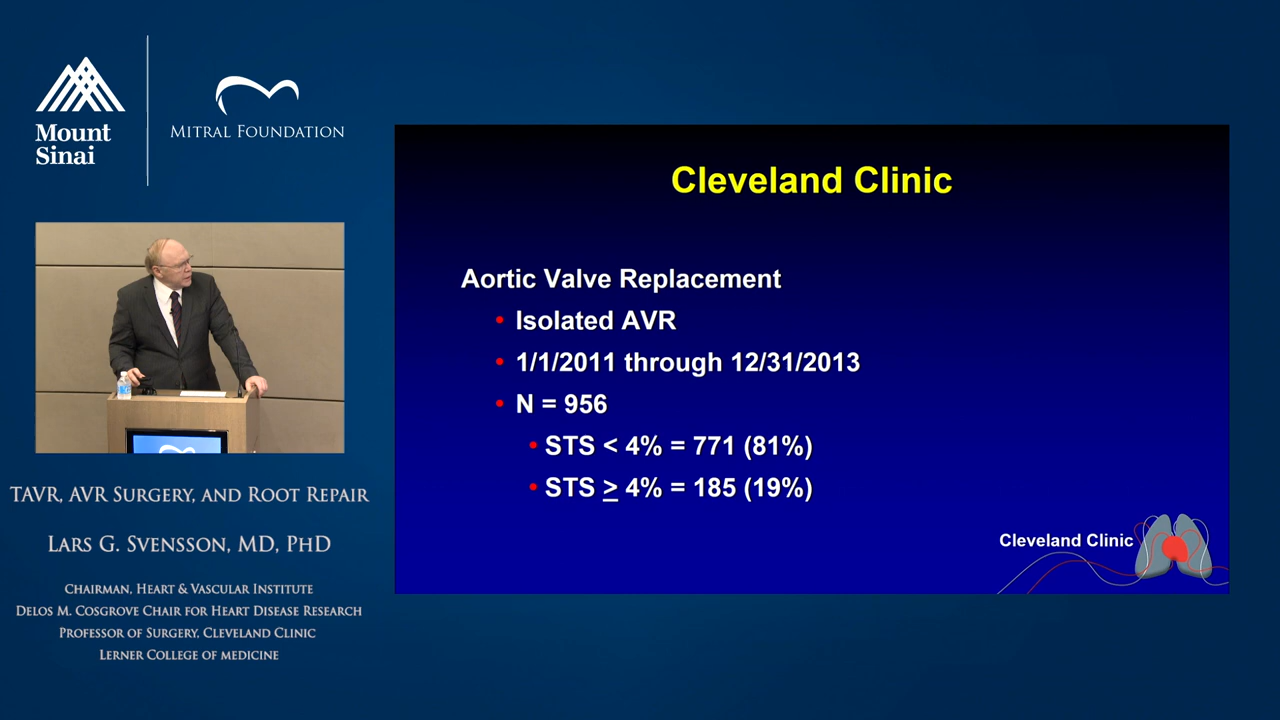 Mount
Sinai
MITRAL FOUNDATION
Cleveland Clinic
Aortic Valve Replacement
• Isolated AVR
• 1/1/2011 through 12/31/2013
• N = 956
• STS < 4% = 771 (81%)
• STS ≥ 4% = 185 (19%)
Cleveland Clinic
TAVR, AVR SURGERY, AND ROOT REPAIR
LARS G. SVENSSON, MD, PHD
CHAIRMAN, HEART & VASCULAR INSTITUTE
DELOS M. COSGROVE CHAIR FOR HEART DISEASE RESEARCH
PROFESSOR OF SURGERY, CLEVELAND CLINIC
LERNER COLLEGE OF MEDICINE